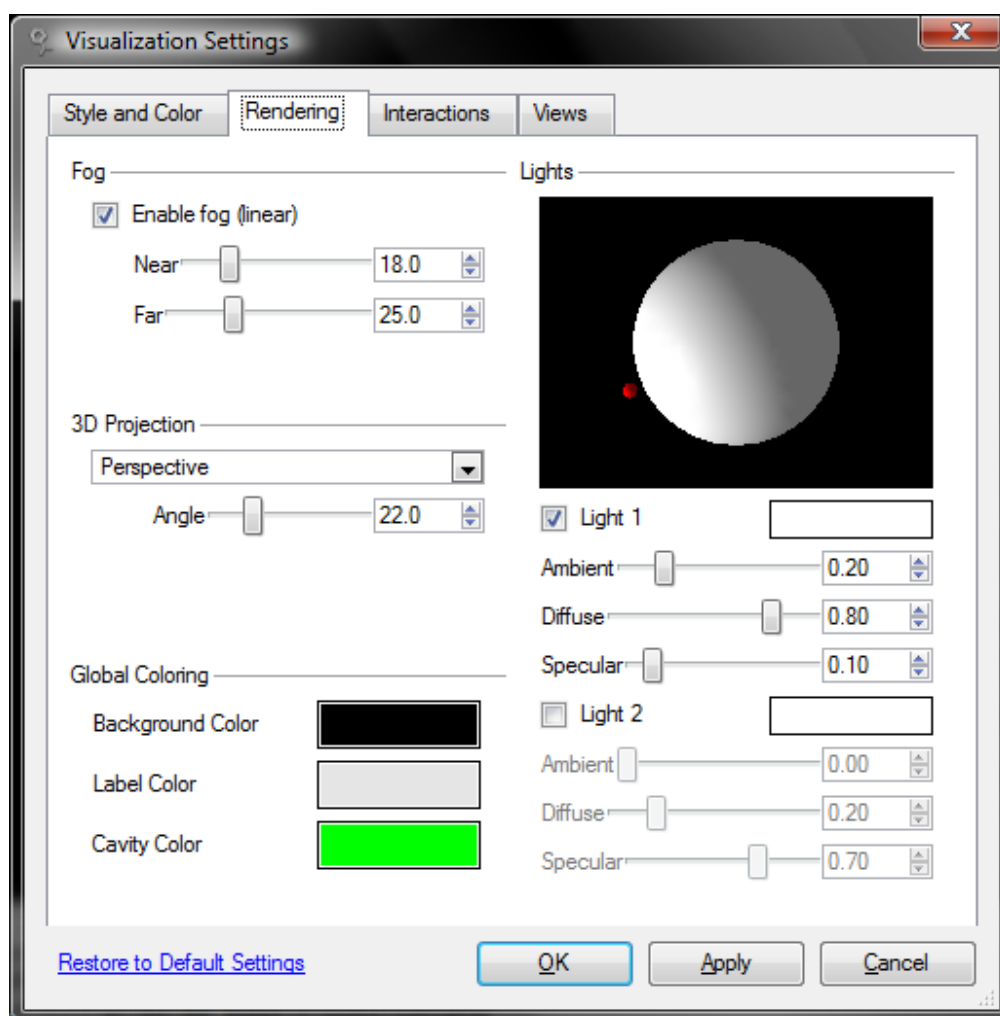 Visualization Settings
Style and Color
Rendering
Interactions
Views
Fog
Enable fog (linear)
Near 18.0
Far 25.0
3D Projection
Perspective
Angle 22.0
Global Coloring
Background Color
Label Color
Cavity Color
Lights
Light 1
Ambient 0.20
Diffuse 0.80
Specular 0.10
Light 2
Ambient 0.00
Diffuse 0.20
Specular 0.70
Restore to Default Settings
OK
Apply
Cancel